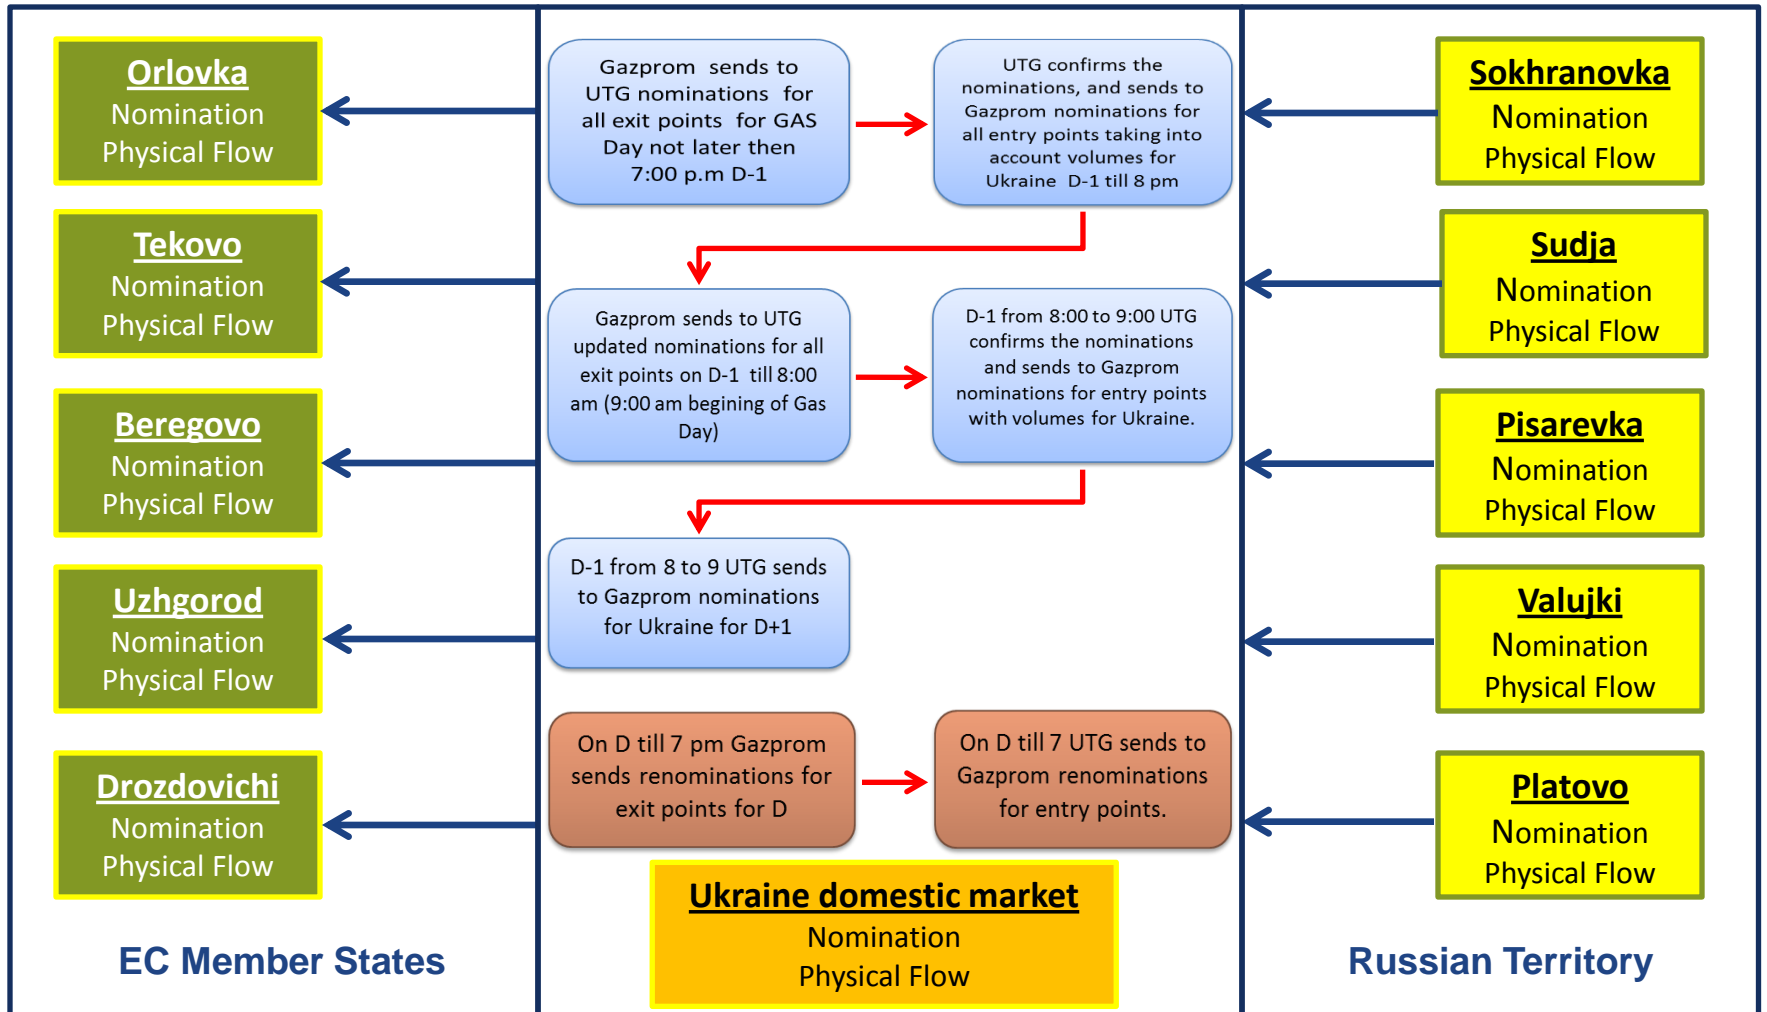 Orlovka
Nomination
Physical Flow
Tekovo
Nomination
Physical Flow
Beregovo
Nomination
Physical Flow
Uzhgorod
Nomination
Physical Flow
Drozdovichi
Nomination
Physical Flow
EC Member States
Gazprom sends to
UTG nominations for
all exit points for GAS
Day not later then
7:00 p.m D-1
UTG confirms the
nominations, and sends to
Gazprom nominations for
all entry points taking into
account volumes for
Ukraine D-1 till 8 pm
Gazprom sends to UTG
updated nominations for all
exit points on D-1 till 8:00
am (9:00 am begining of Gas
Day)
D-1 from 8:00 to 9:00 UTG
confirms the nominations
and sends to Gazprom
nominations for entry points
with volumes for Ukraine.
D-1 from 8 to 9 UTG sends
to Gazprom nominations
for Ukraine for D+1
On D till 7 pm Gazprom
sends renominations for
exit points for D
On D till 7 UTG sends to
Gazprom renominations
for entry points.
Ukraine domestic market
Nomination
Physical Flow
Sokhranovka
Nomination
Physical Flow
Sudja
Nomination
Physical Flow
Pisarevka
Nomination
Physical Flow
Valujki
Nomination
Physical Flow
Platovo
Nomination
Physical Flow
Russian Territory